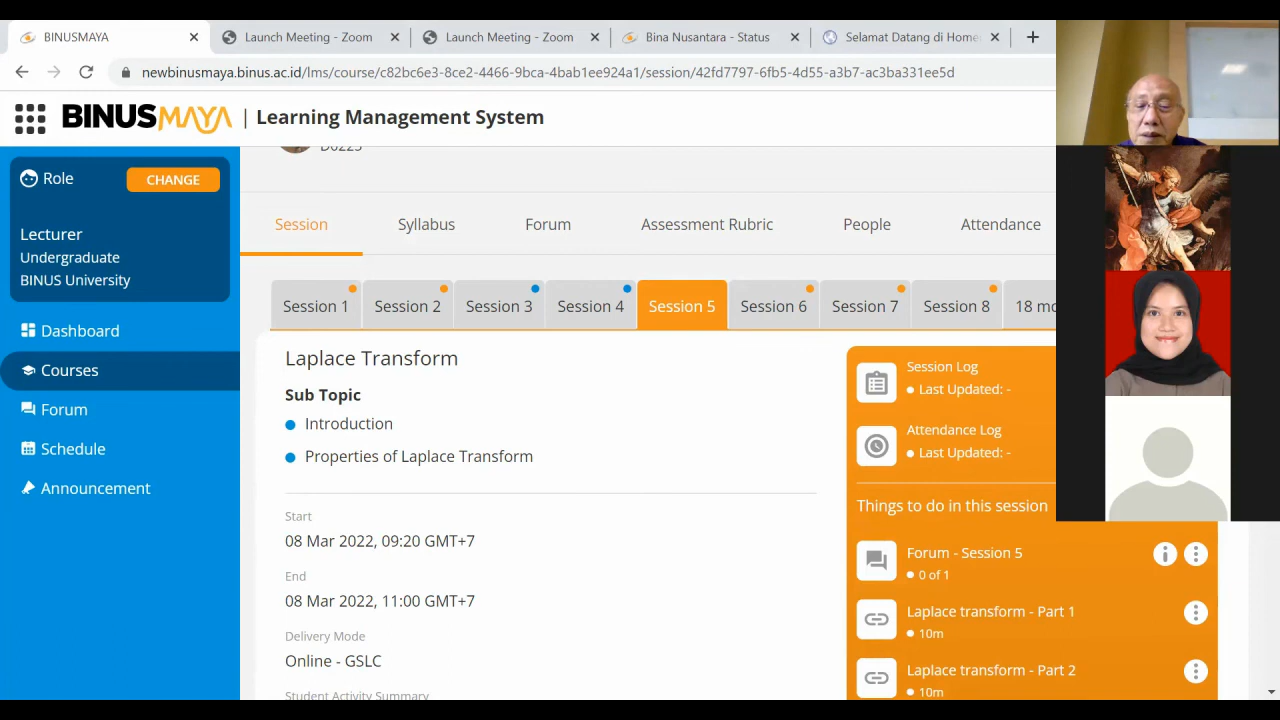 BINUSMAYA
Launch Meeting - Zoom
Launch Meeting - Zoom
Bina Nusantara - Status
Selamat Datang di Home
newbinusmaya.binus.ac.id/lms/course/c82bc6e3-8ce2-4466-9bca-4bab1ee924a1/session/42fd7797-6fb5-4d55-a3b7-ac3ba331ee5d
BINUSMAYA | Learning Management System
D6225
Role
CHANGE
Lecturer
Undergraduate
BINUS University
Dashboard
Courses
Forum
Schedule
Announcement
Session
Syllabus
Forum
Assessment Rubric
People
Attendance
Session 1
Session 2
Session 3
Session 4
Session 5
Session 6
Session 7
Session 8
18 mo
Laplace Transform
Sub Topic
Introduction
Properties of Laplace Transform
Start
08 Mar 2022, 09:20 GMT+7
End
08 Mar 2022, 11:00 GMT+7
Delivery Mode
Online - GSLC
Student Activity Summary
Session Log
Last Updated: -
Attendance Log
Last Updated: -
Things to do in this session
Forum - Session 5
0 of 1
Laplace transform - Part 1
10m
Laplace transform - Part 2
10m